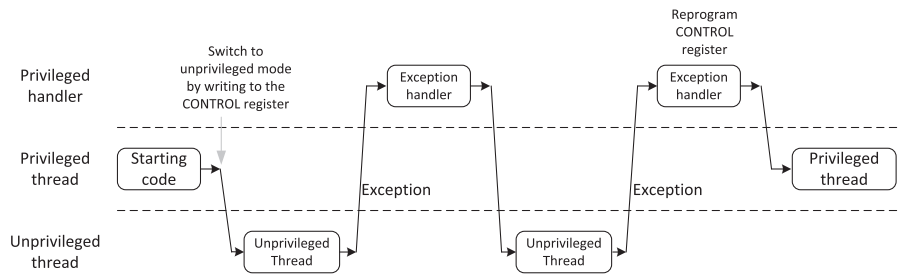 Reprogram
CONTROL
register
Switch to
unprivileged mode
by writing to the
CONTROL register
Privileged
handler
Exception
handler
Exception
handler
Privileged
thread
Starting
code
Exception
Exception
Privileged
thread
Unprivileged
thread
Unprivileged
Thread
Unprivileged
Thread